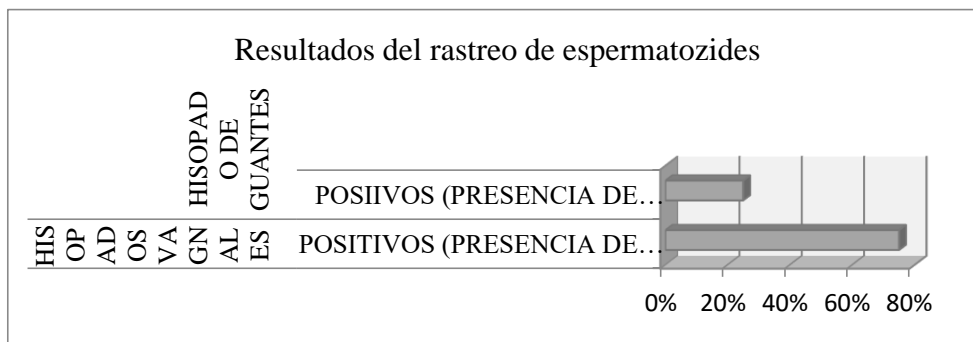 Resultados del rastreo de espermatozides
HISOPAD
O DE
GUANTES
POSIIVOS (PRESENCIA DE…
HIS
OP
AD
OS
VA
GN
AL
ES
POSITIVOS (PRESENCIA DE…
0% 20% 40% 60% 80%